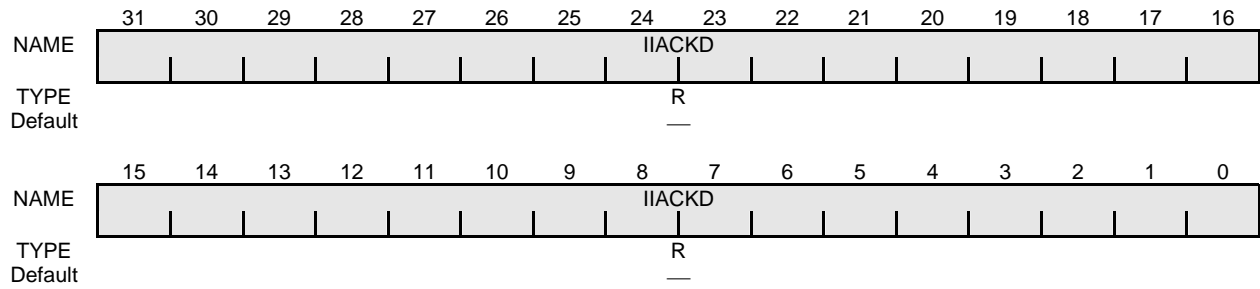 31 30 29 28 27 26 25 24 23 22 21 20 19 18 17 16
NAME IIACKD
TYPE R
Default —
15 14 13 12 11 10 9 8 7 6 5 4 3 2 1 0
NAME IIACKD
TYPE R
Default —